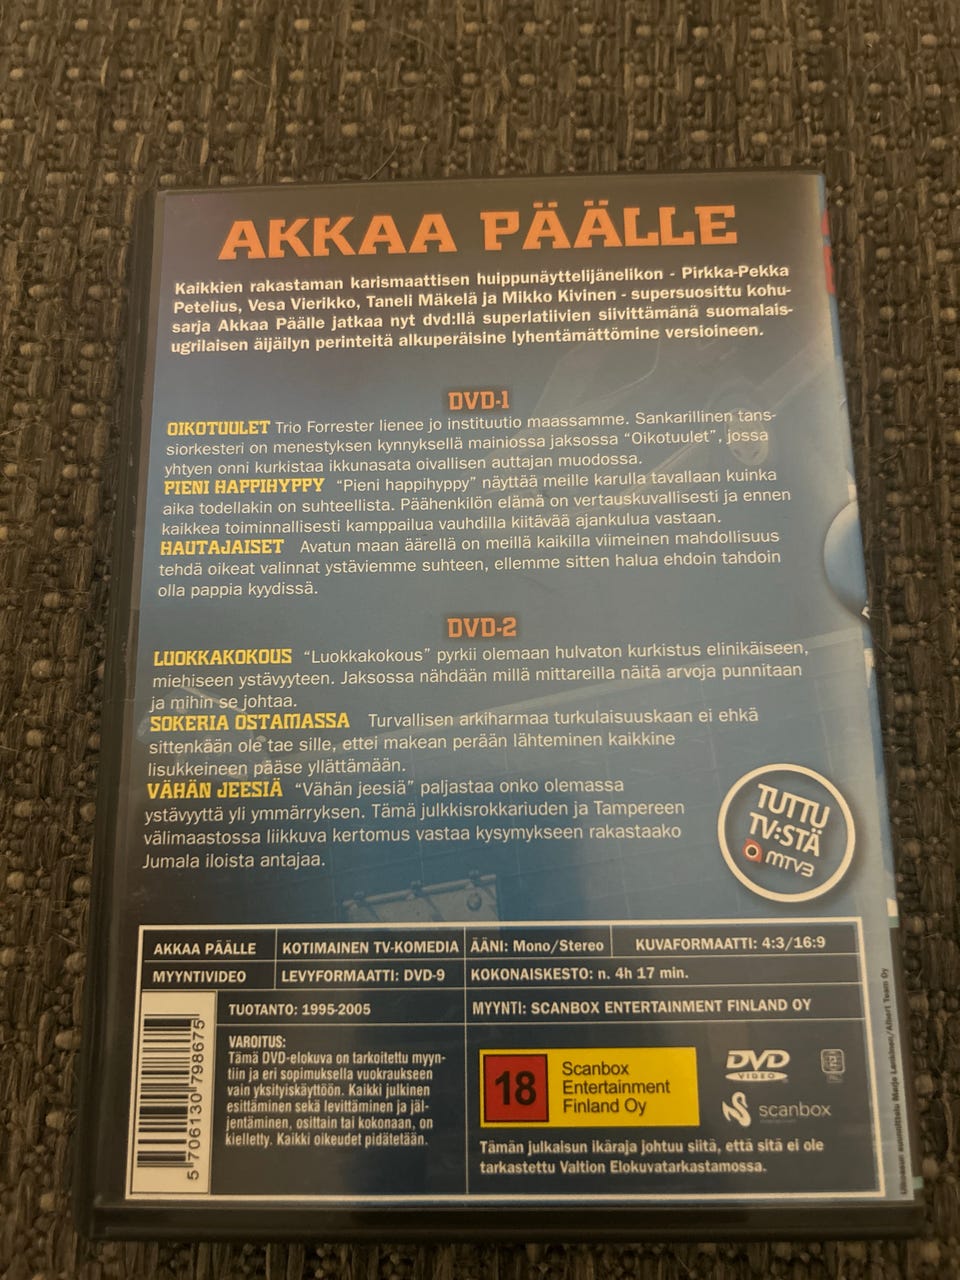 AKKAA PÄÄLLE
Kaikkien rakastaman karismaattisen huippunäyttelijänelikon - Pirkka-Pekka
Petelius, Vesa Vierikko, Taneli Mäkelä ja Mikko Kivinen - supersuosittu kohu-
sarja Akkaa Päälle jatkaa nyt dvd:llä superlatiivien siivittämänä suomalais-
ugrilaisen äijäilyn perinteitä alkuperäisine lyhentämättömine versioineen.
DVD-1
OIKOTUULET Trio Forrester lienee jo instituutio maassamme. Sankarillinen tans-
siorkesteri on menestyksen kynnyksellä mainiossa jaksossa "Oikotuulet", jossa
yhtyen onni kurkistaa ikkunasata oivallisen auttajan muodossa.
PIENI HAPPIHYPPY "Pieni happihyppy" näyttää meille karulla tavallaan kuinka
aika todellakin on suhteellista. Päähenkilön elämä on vertauskuvallisesti ja ennen
kaikkea toiminnallisesti kamppailua vauhdilla kiitävää ajankulua vastaan.
HAUTAJAISET Avatun maan äärellä on meillä kaikilla viimeinen mahdollisuus
tehdä oikeat valinnat ystäviemme suhteen, ellemme sitten halua ehdoin tahdoin
olla pappia kyydissä.
DVD-2
LUOKKAKOKOUS "Luokkakokous" pyrkii olemaan hulvaton kurkistus elinikäiseen,
miehiseen ystävyyteen. Jaksossa nähdään millä mittareilla näitä arvoja punnitaan
ja mihin se johtaa.
SOKERIA OSTAMASSA Turvallisen arkiharmaa turkulaisuuskaan ei ehkä
sittenkään ole tae sille, ettei makean perään lähteminen kaikkine
lisukkeineen pääse yllättämään.
VÄHÄN JEESIÄ "Vähän jeesiä" paljastaa onko olemassa
ystävyyttä yli ymmärryksen. Tämä julkkisrokkariuden ja Tampereen
välimaastossa liikkuva kertomus vastaa kysymykseen rakastaako
Jumala iloista antajaa.
TUTTU
TV:STÄ
MTV3
AKKAA PÄÄLLE KOTIMAINEN TV-KOMEDIA ÄÄNI: Mono/Stereo KUVAFORMAATTI: 4:3/16:9
MYYNTIVIDEO LEVYFORMAATTI: DVD-9 KOKONAISKESTO: n. 4h 17 min.
TUOTANTO: 1995-2005 MYYNTI: SCANBOX ENTERTAINMENT FINLAND OY
VAROITUS:
Tämä DVD-elokuva on tarkoitettu myyn-
tiin ja eri sopimuksella vuokraukseen
vain yksityiskäyttöön. Kaikki julkinen
esittäminen sekä levittäminen ja jäl-
jentäminen, osittain tai kokonaan, on
kielletty. Kaikki oikeudet pidätetään.
5 706130 798675
18
Scanbox
Entertainment
Finland Oy
DVD
VIDEO
scanbox
Tämän julkaisun ikäraja johtuu siitä, että sitä ei ole
tarkastettu Valtion Elokuvatarkastamossa.
Marjo Lankinen/Albert Team Oy